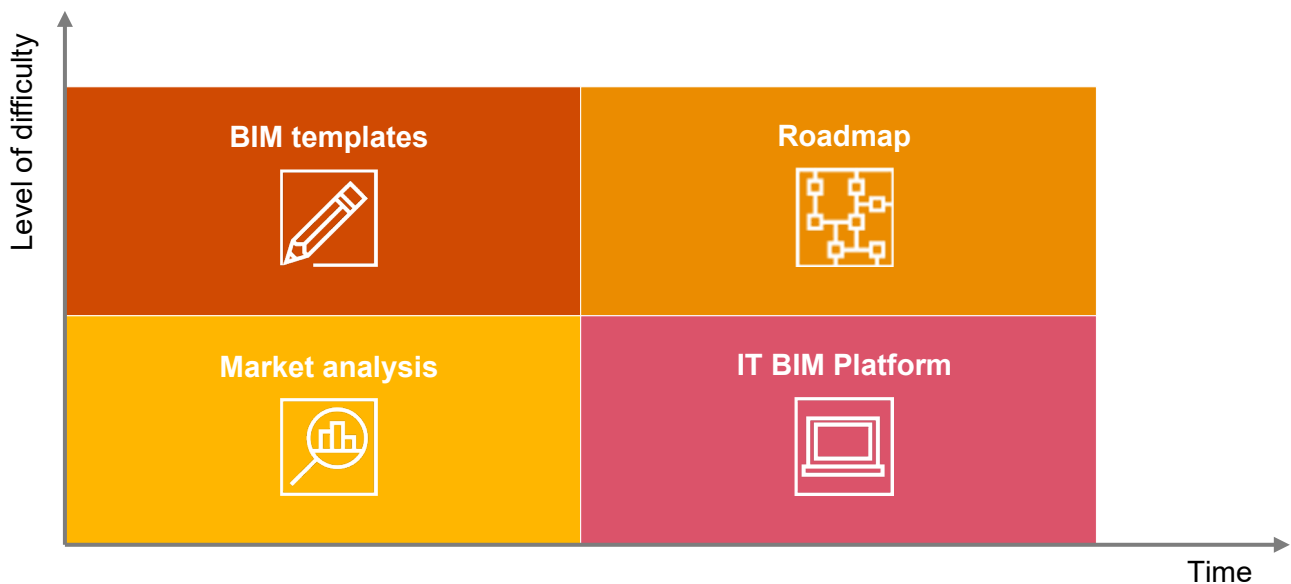 Level of difficulty
BIM templates
Roadmap
Market analysis
IT BIM Platform
Time